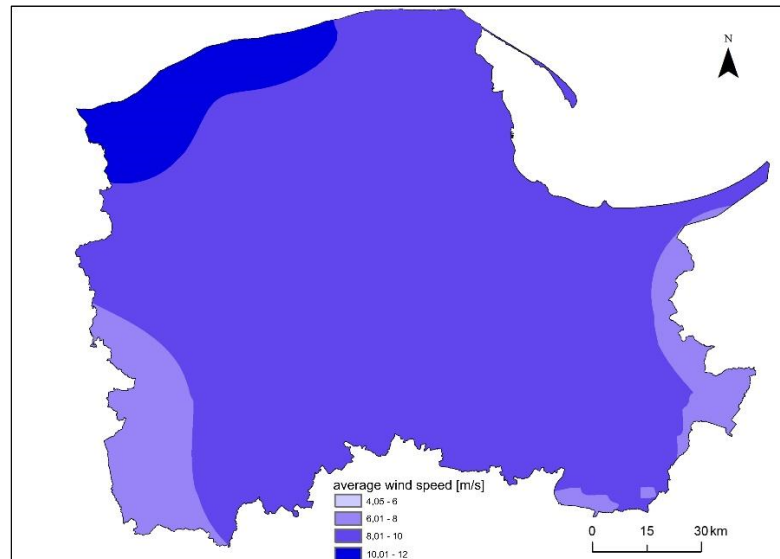 N
average wind speed [m/s]
4,05 - 6
6,01 - 8
8,01 - 10
10,01 - 12
0 15 30 km